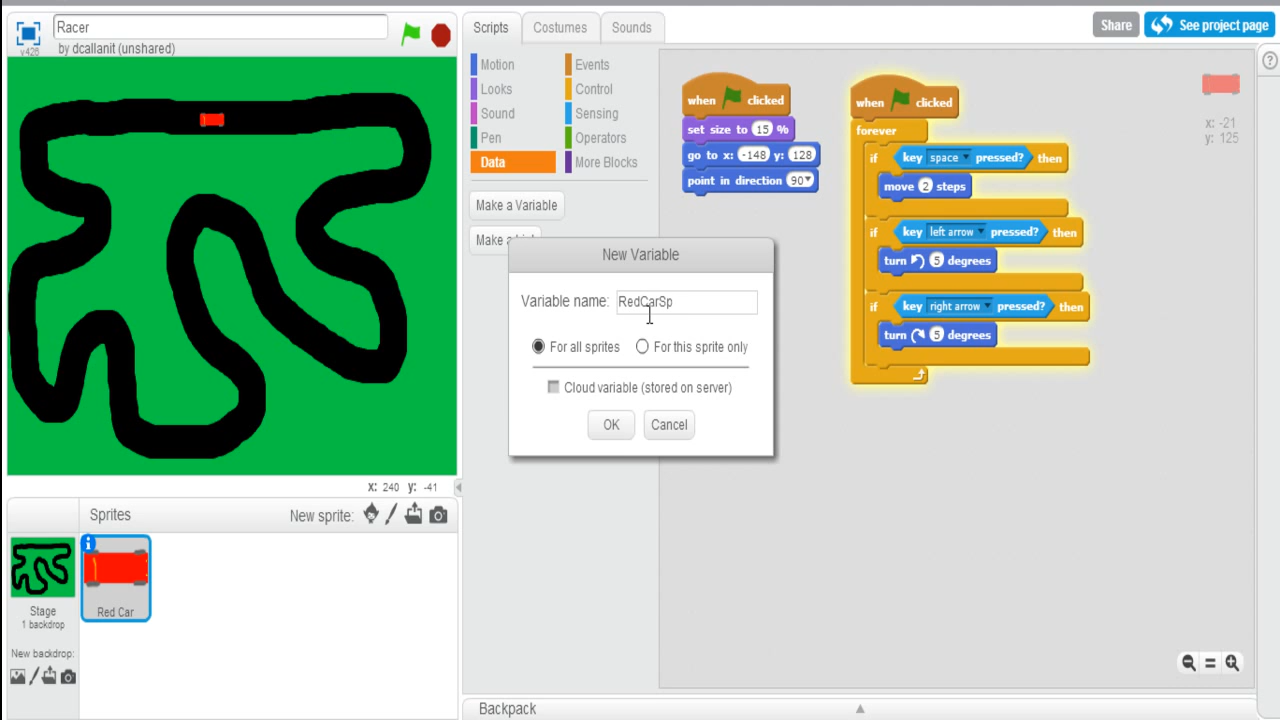 Racer
by dcallanit (unshared)
v426
Scripts
Costumes
Sounds
Share
See project page
Motion
Looks
Sound
Pen
Data
Events
Control
Sensing
Operators
More Blocks
Make a Variable
Make a List
when clicked
set size to 15 %
go to x: -148 y: 128
point in direction 90
when clicked
forever
if key space pressed? then
move 2 steps
if key left arrow pressed? then
turn 5 degrees
if key right arrow pressed? then
turn 5 degrees
x: -21
y: 125
?
New Variable
Variable name: RedCarSp
For all sprites
For this sprite only
Cloud variable (stored on server)
OK
Cancel
x: 240 y: -41
Sprites
New sprite:
Stage
1 backdrop
New backdrop:
i
Red Car
Backpack